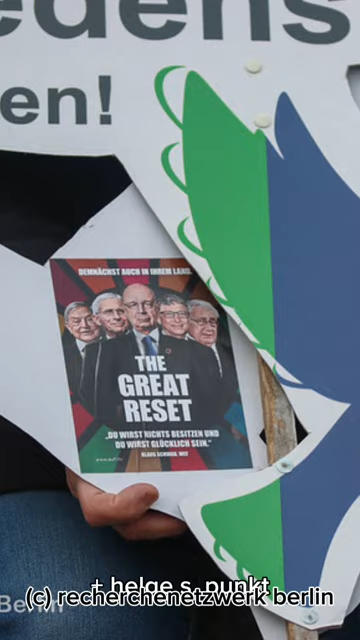 edens
en!
DEMNÄCHST AUCH IN IHREM LAND.
THE
GREAT
RESET
„DU WIRST NICHTS BESITZEN UND
DU WIRST GLÜCKLICH SEIN.“
KLAUS SCHWAB, WEF
+ helge s. punkt
(c) recherchenetzwerk berlin